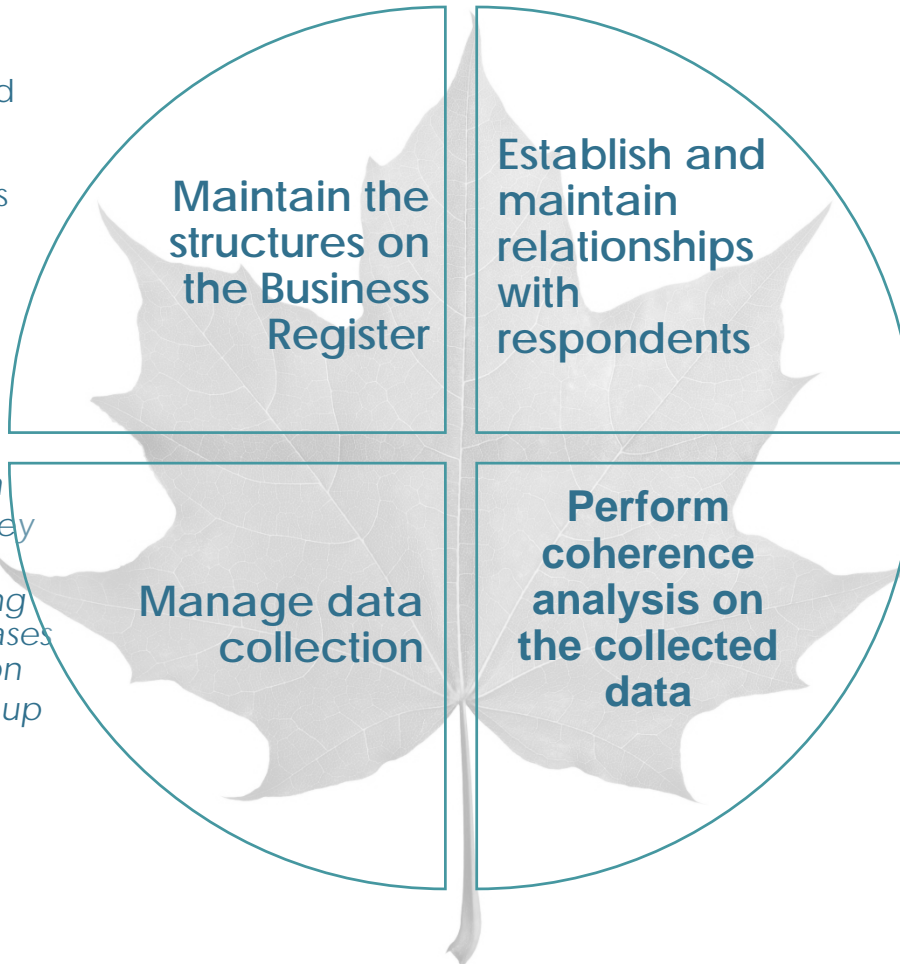 Maintain the
structures on
the Business
Register
Establish and
maintain
relationships
with
respondents
Manage data
collection
up
Perform
coherence
analysis on
the collected
data